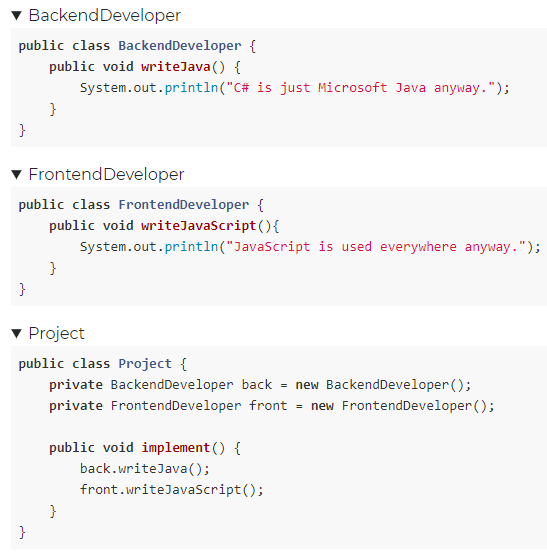 BackendDeveloper
public class BackendDeveloper {
    public void writeJava() {
        System.out.println("C# is just Microsoft Java anyway.");
    }
}
FrontendDeveloper
public class FrontendDeveloper {
    public void writeJavaScript(){
        System.out.println("JavaScript is used everywhere anyway.");
    }
}
Project
public class Project {
    private BackendDeveloper back = new BackendDeveloper();
    private FrontendDeveloper front = new FrontendDeveloper();
    public void implement() {
        back.writeJava();
        front.writeJavaScript();
    }
}